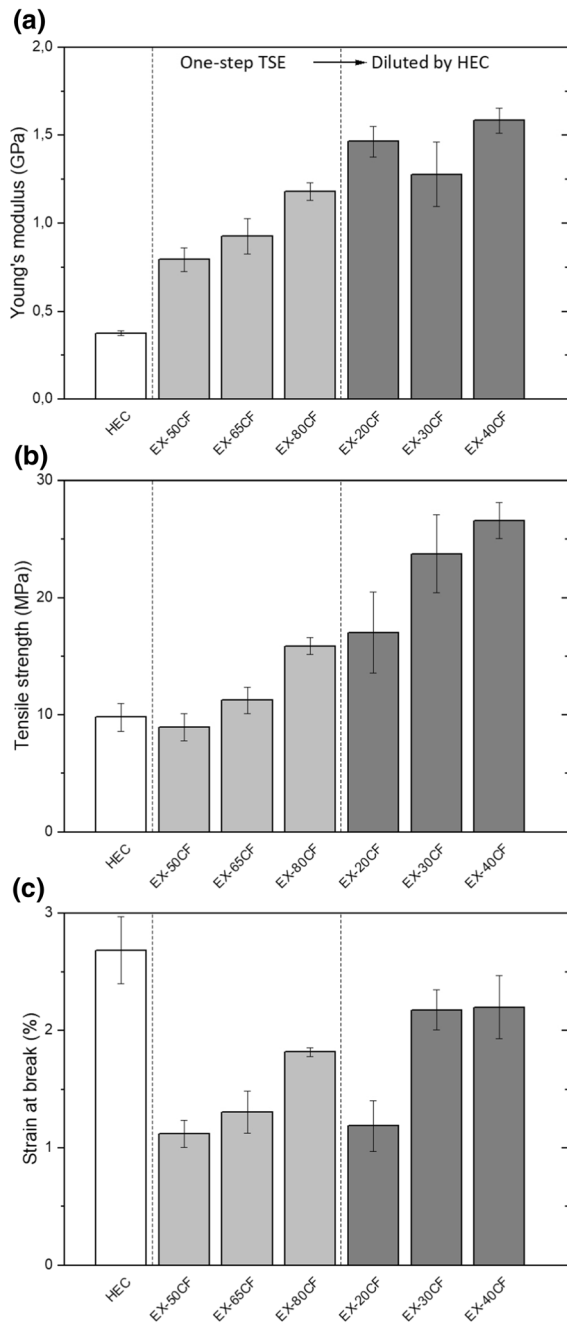 (a)
2,0
1,5
1,0
0,5
0,0
Young's modulus (GPa)
One-step TSE → Diluted by HEC
HEC
EX-50CF
EX-65CF
EX-80CF
EX-20CF
EX-30CF
EX-40CF
(b)
30
20
10
0
Tensile strength (MPa))
HEC
EX-50CF
EX-65CF
EX-80CF
EX-20CF
EX-30CF
EX-40CF
(c)
3
2
1
0
Strain at break (%)
HEC
EX-50CF
EX-65CF
EX-80CF
EX-20CF
EX-30CF
EX-40CF